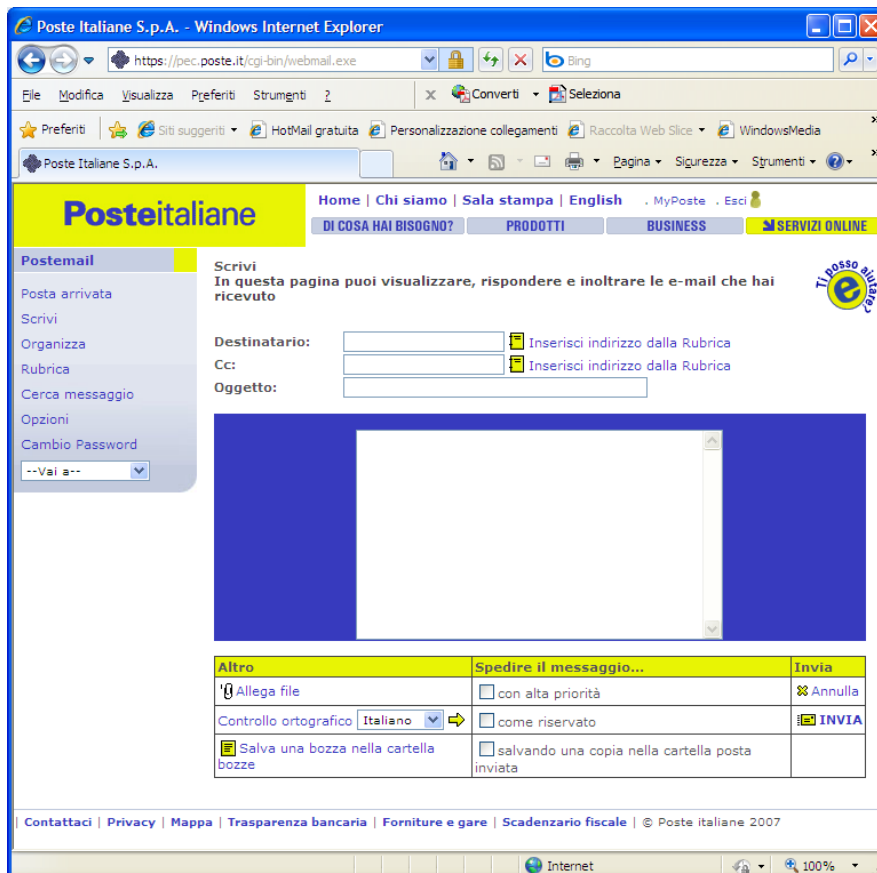 Poste Italiane S.p.A. - Windows Internet Explorer
https://pec.poste.it/cgi-bin/webmail.exe
Bing
File Modifica Visualizza Preferiti Strumenti ?
x Converti Seleziona
Preferiti Siti suggeriti HotMail gratuita Personalizzazione collegamenti Raccolta Web Slice WindowsMedia »
Poste Italiane S.p.A.
Pagina Sicurezza Strumenti »
Posteitaliane
Home | Chi siamo | Sala stampa | English . MyPoste . Esci
DI COSA HAI BISOGNO? PRODOTTI BUSINESS SERVIZI ONLINE
Postemail
Posta arrivata
Scrivi
Organizza
Rubrica
Cerca messaggio
Opzioni
Cambio Password
--Vai a--
Scrivi
In questa pagina puoi visualizzare, rispondere e inoltrare le e-mail che hai
ricevuto
Ti posso aiutare?
e
Destinatario: Inserisci indirizzo dalla Rubrica
Cc: Inserisci indirizzo dalla Rubrica
Oggetto:
Altro Spedire il messaggio... Invia
Allega file con alta priorità Annulla
Controllo ortografico Italiano come riservato INVIA
Salva una bozza nella cartella
bozze
salvando una copia nella cartella posta
inviata
| Contattaci | Privacy | Mappa | Trasparenza bancaria | Forniture e gare | Scadenzario fiscale | © Poste italiane 2007
Internet 100%